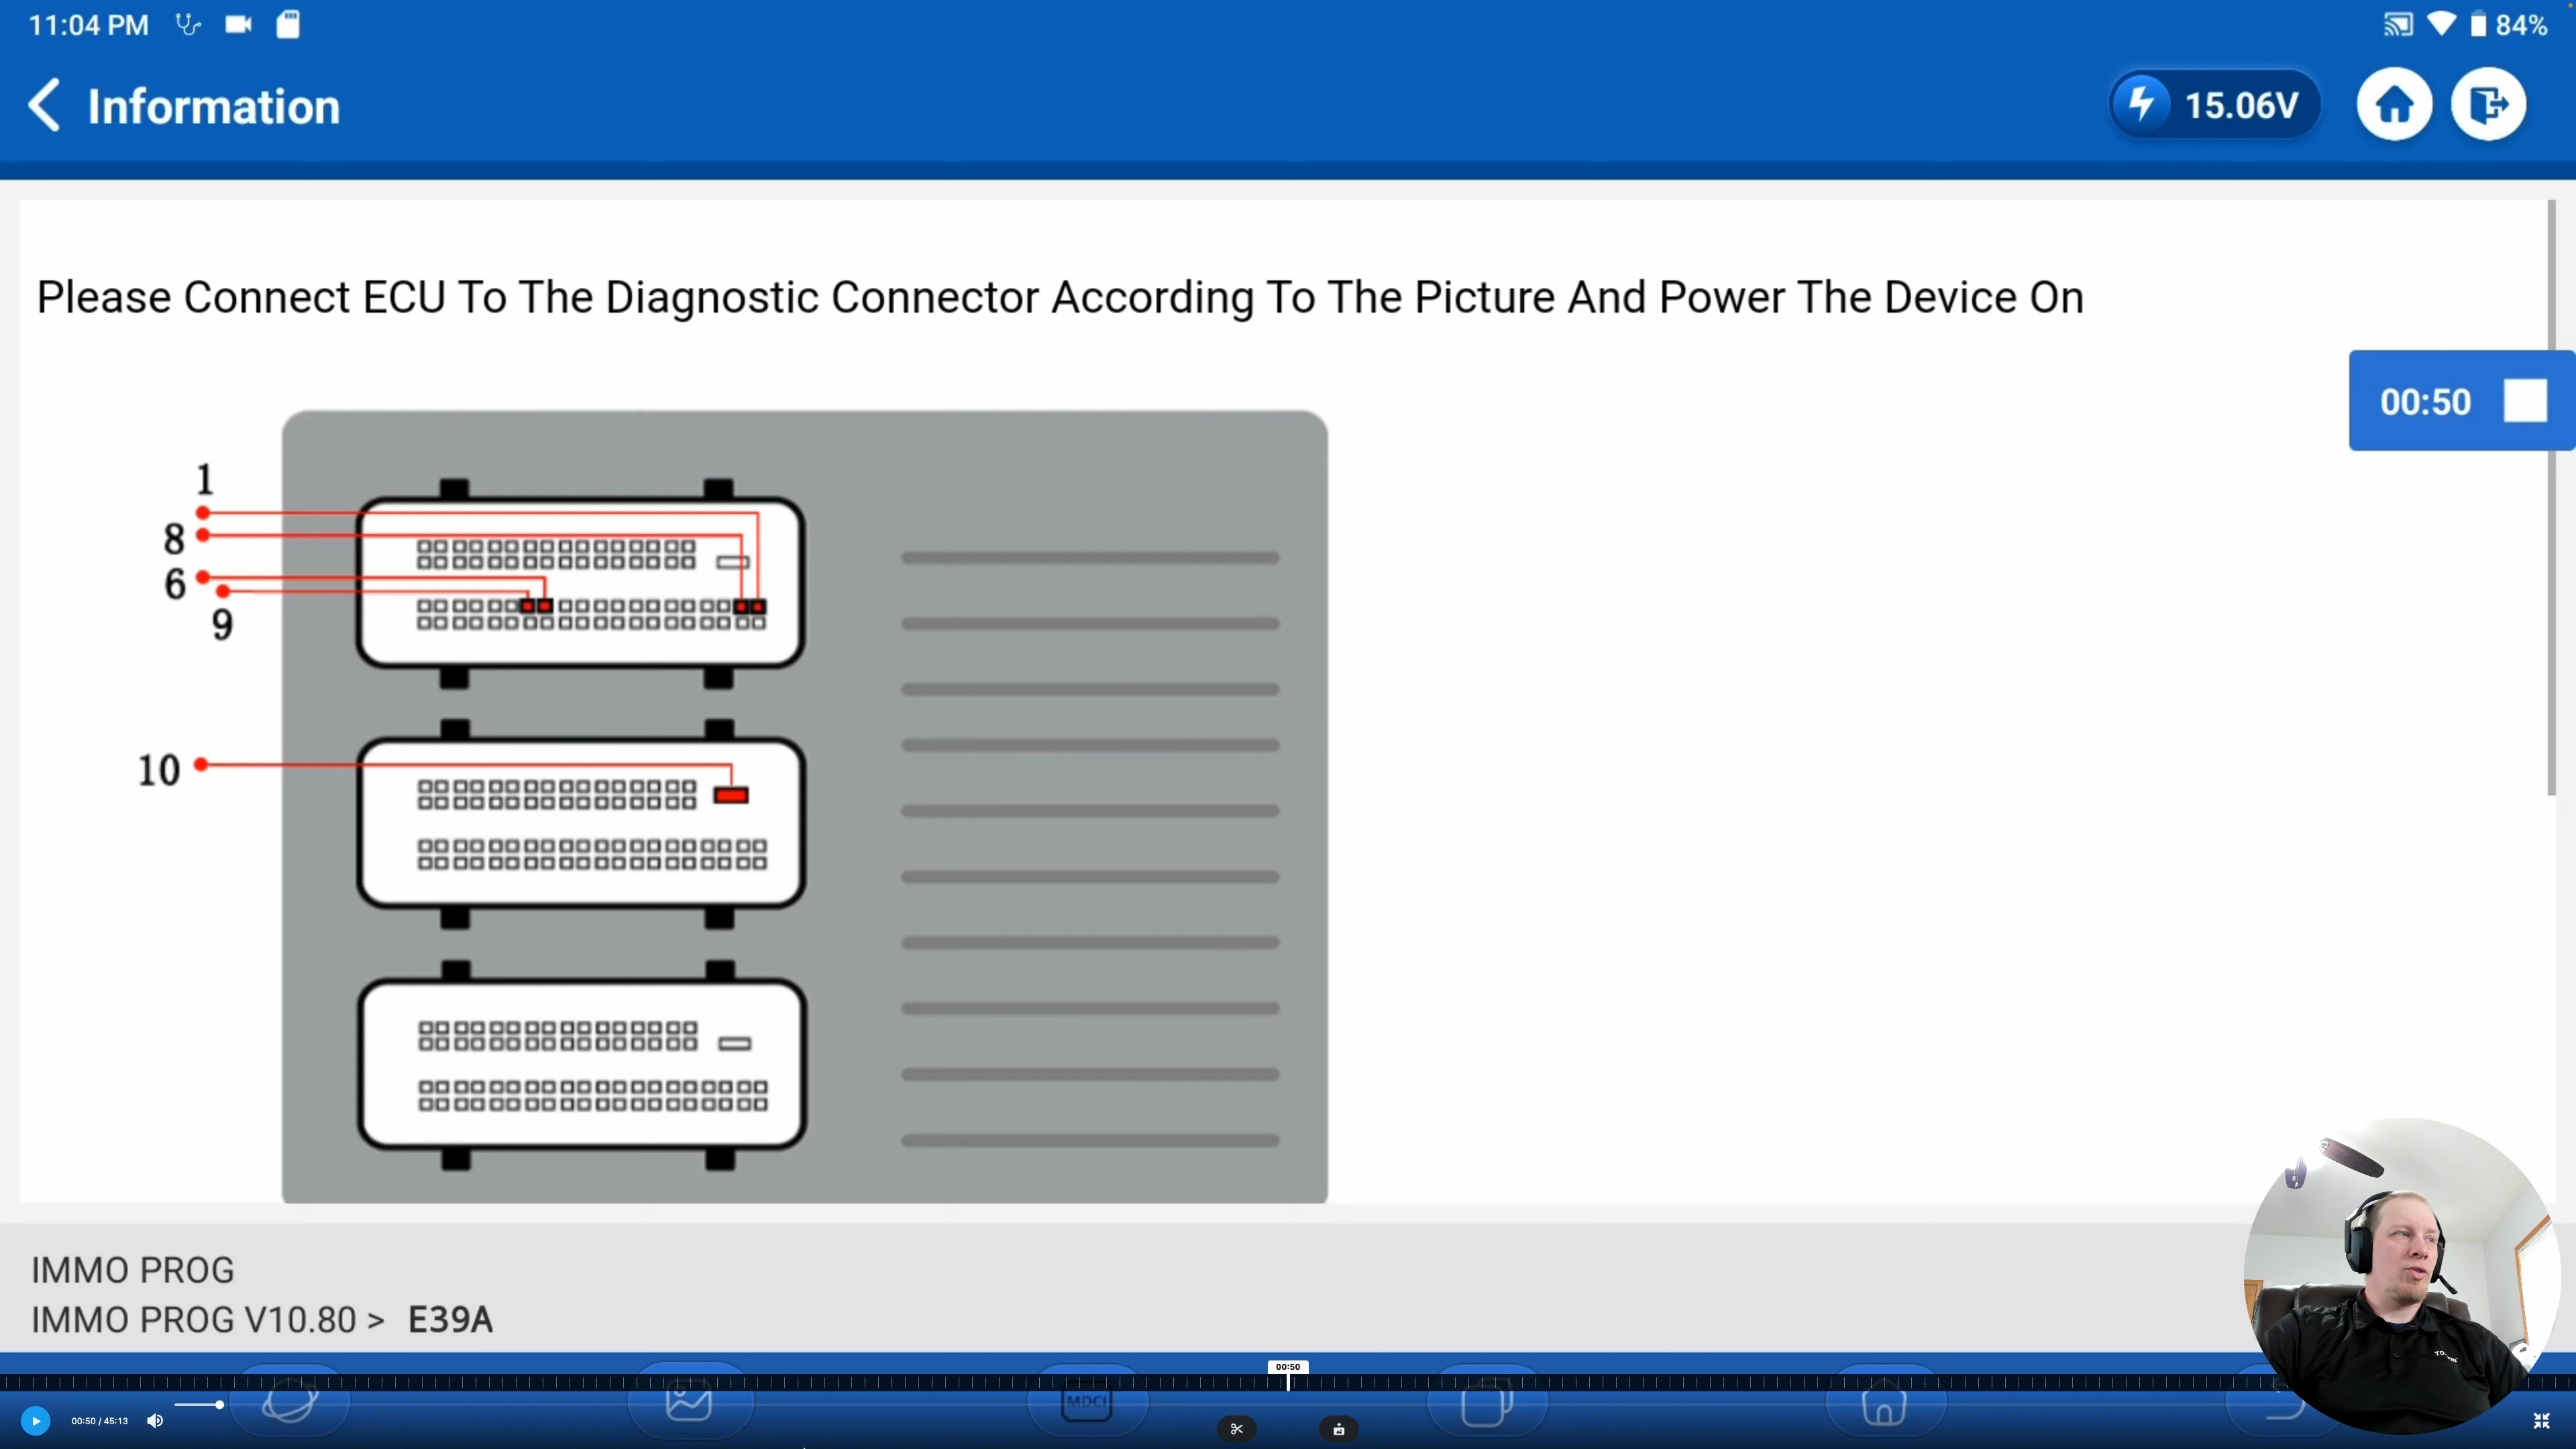 11:04 PM
84%
Information
15.06V
Please Connect ECU To The Diagnostic Connector According To The Picture And Power The Device On
00:50
1
8
6
9
10
IMMO PROG
IMMO PROG V10.80 > E39A
00:50
MDCI
00:50 / 45:13